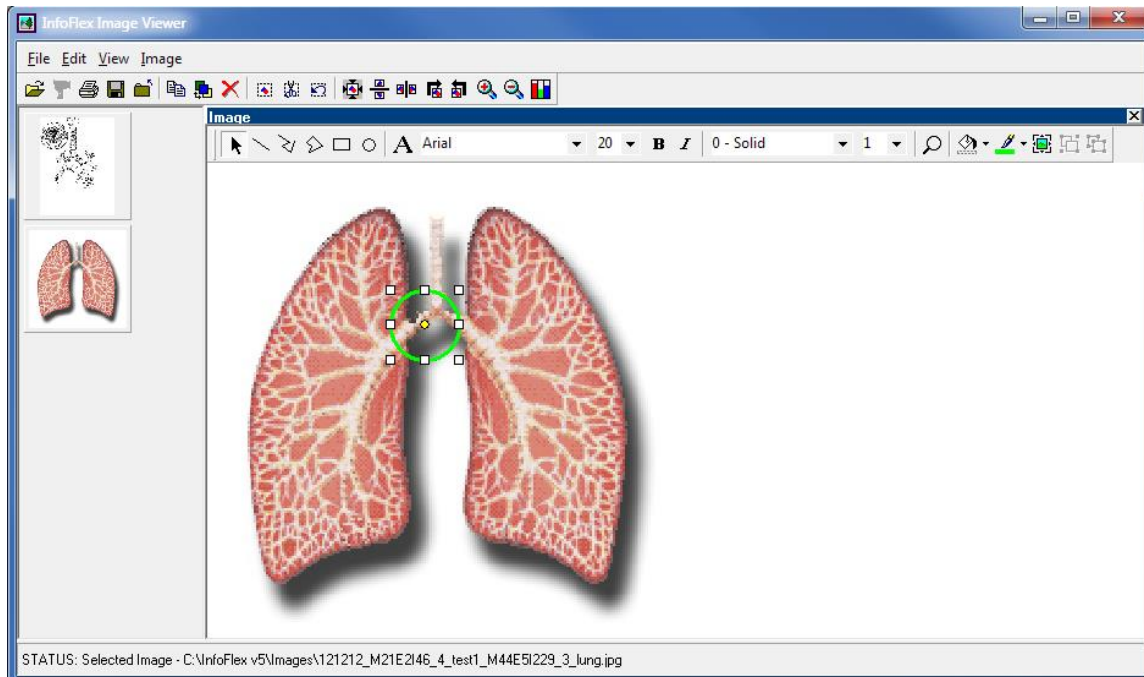 InfoFlex Image Viewer
File Edit View Image
Image
A Arial 20 B I 0 - Solid 1
STATUS: Selected Image - C:\InfoFlex v5\Images\121212_M21E2I46_4_test1_M44E5I229_3_lung.jpg